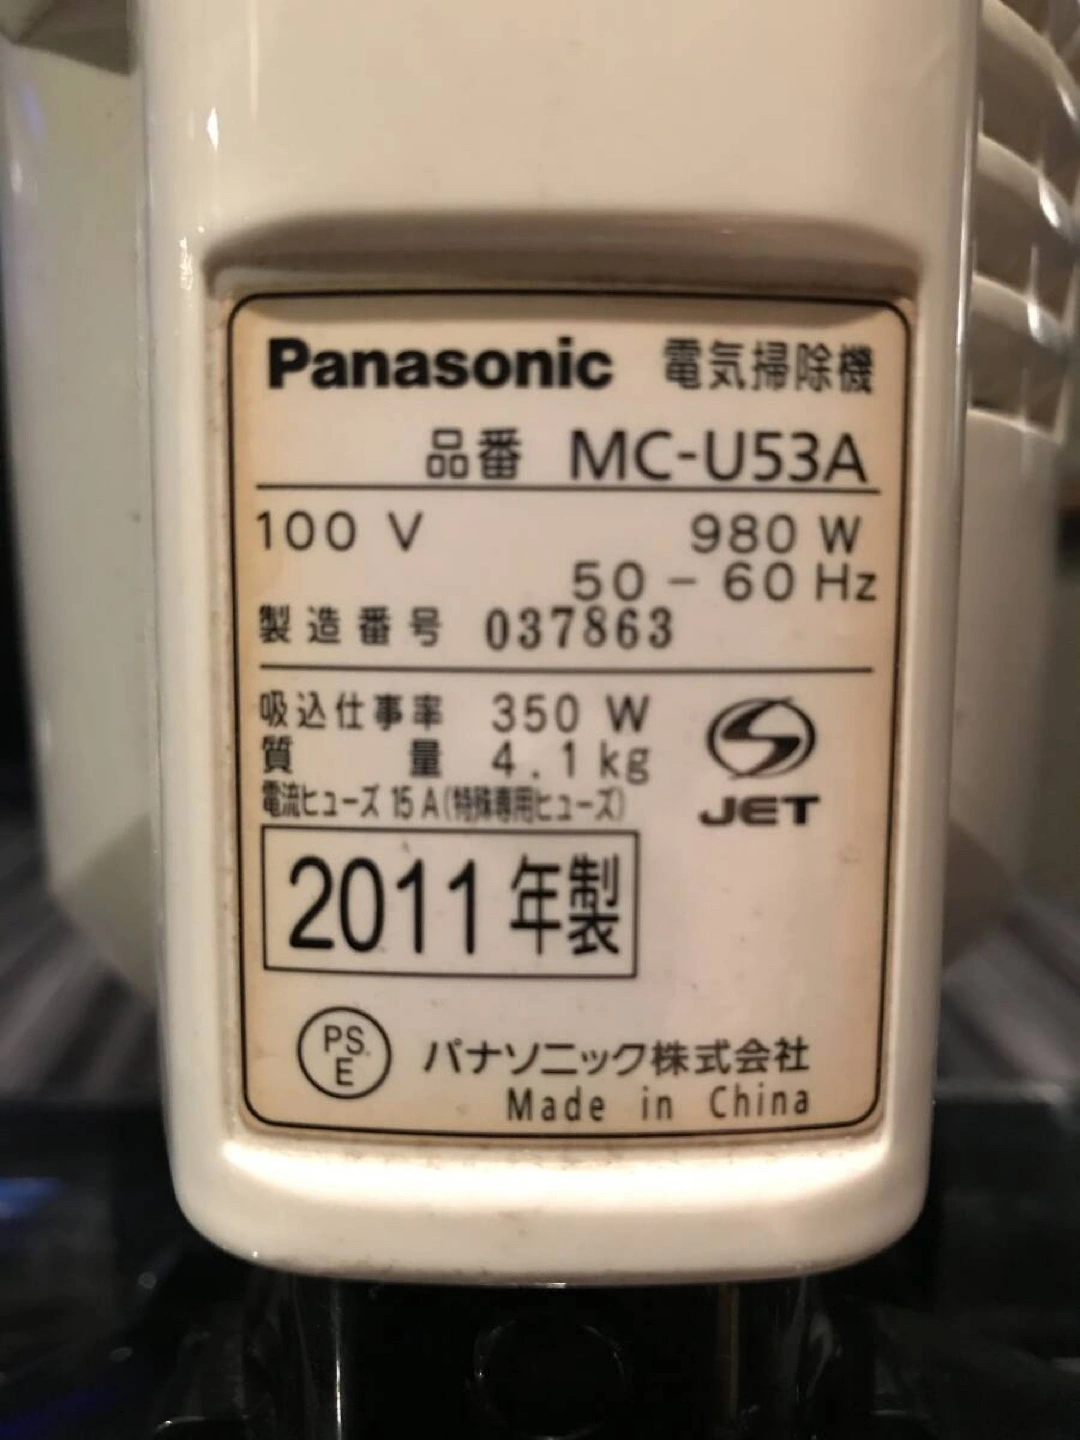 Panasonic 電気掃除機
品番 MC-U53A
100 V 980 W
50 - 60 Hz
製造番号 037863
吸込仕事率 350 W
質量 4.1kg
電流ヒューズ 15 A(特殊専用ヒューズ)
JET
2011年製
PS
E
パナソニック株式会社
Made in China